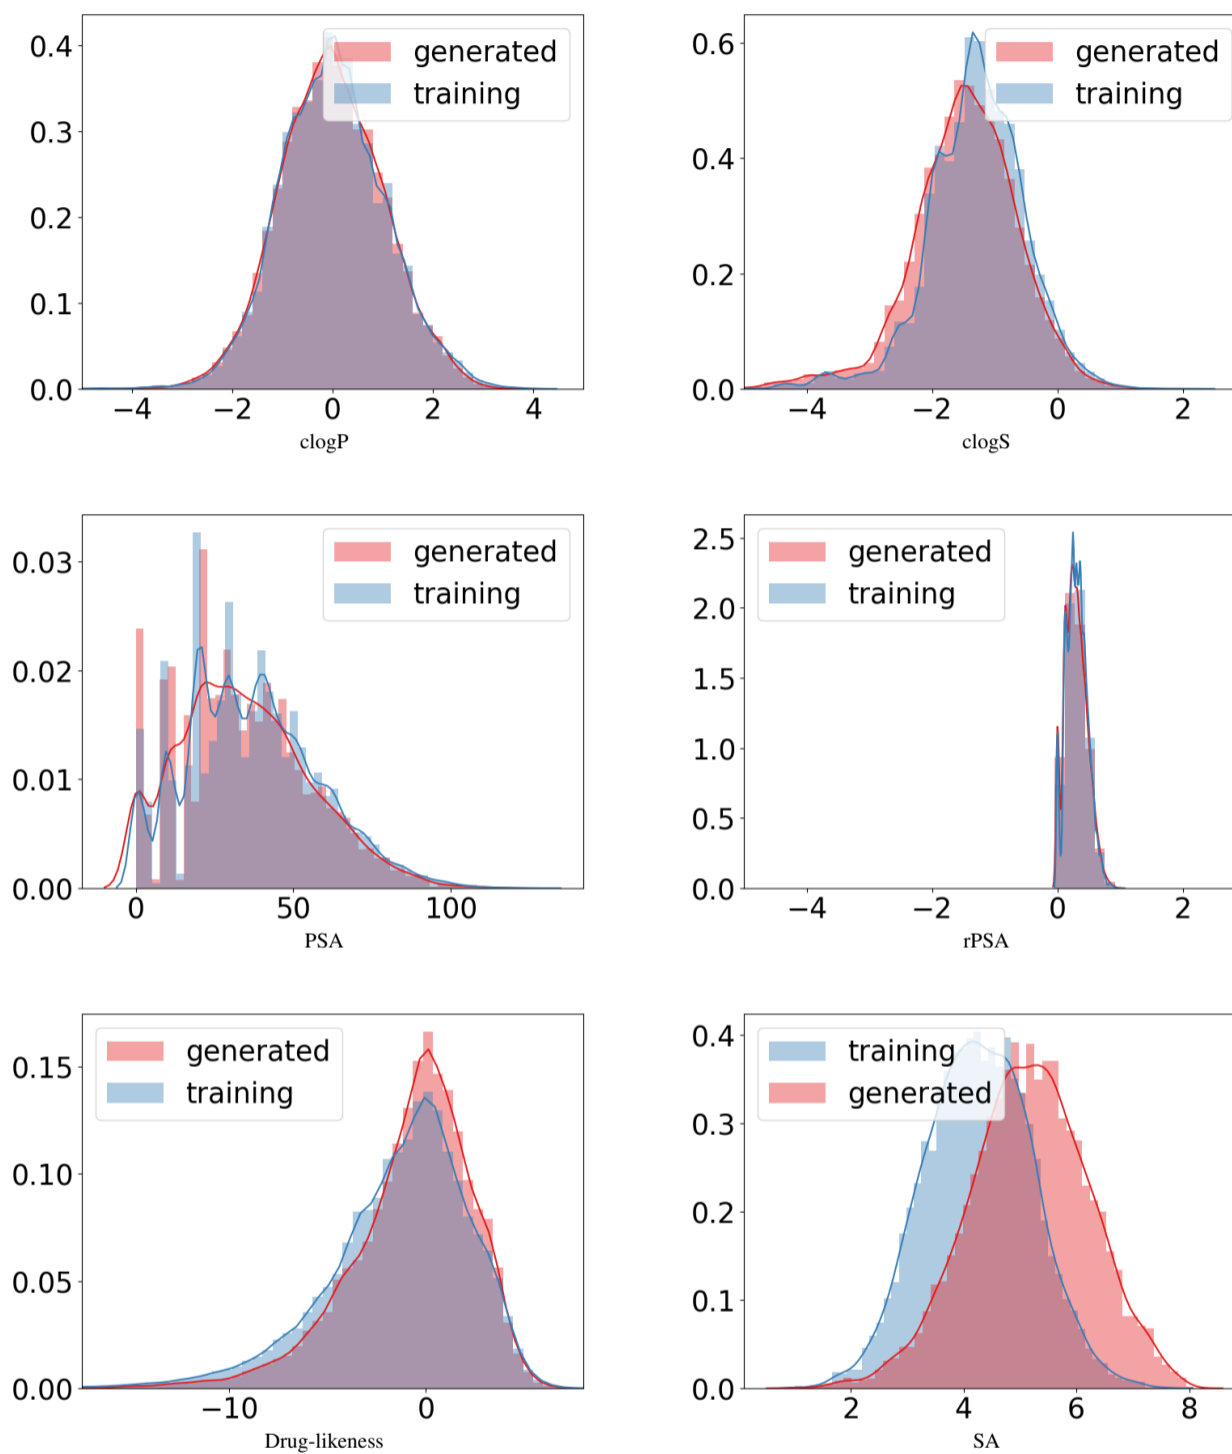 0.4
0.3
0.2
0.1
0.0
generated
training
−4 −2 0 2 4
clogP
0.6
0.4
0.2
0.0
generated
training
−4 −2 0 2
clogS
0.03
0.02
0.01
0.00
generated
training
0 50 100
PSA
2.5
2.0
1.5
1.0
0.5
0.0
generated
training
−4 −2 0 2
rPSA
0.15
0.10
0.05
0.00
generated
training
−10 0
Drug-likeness
0.4
0.3
0.2
0.1
0.0
training
generated
2 4 6 8
SA